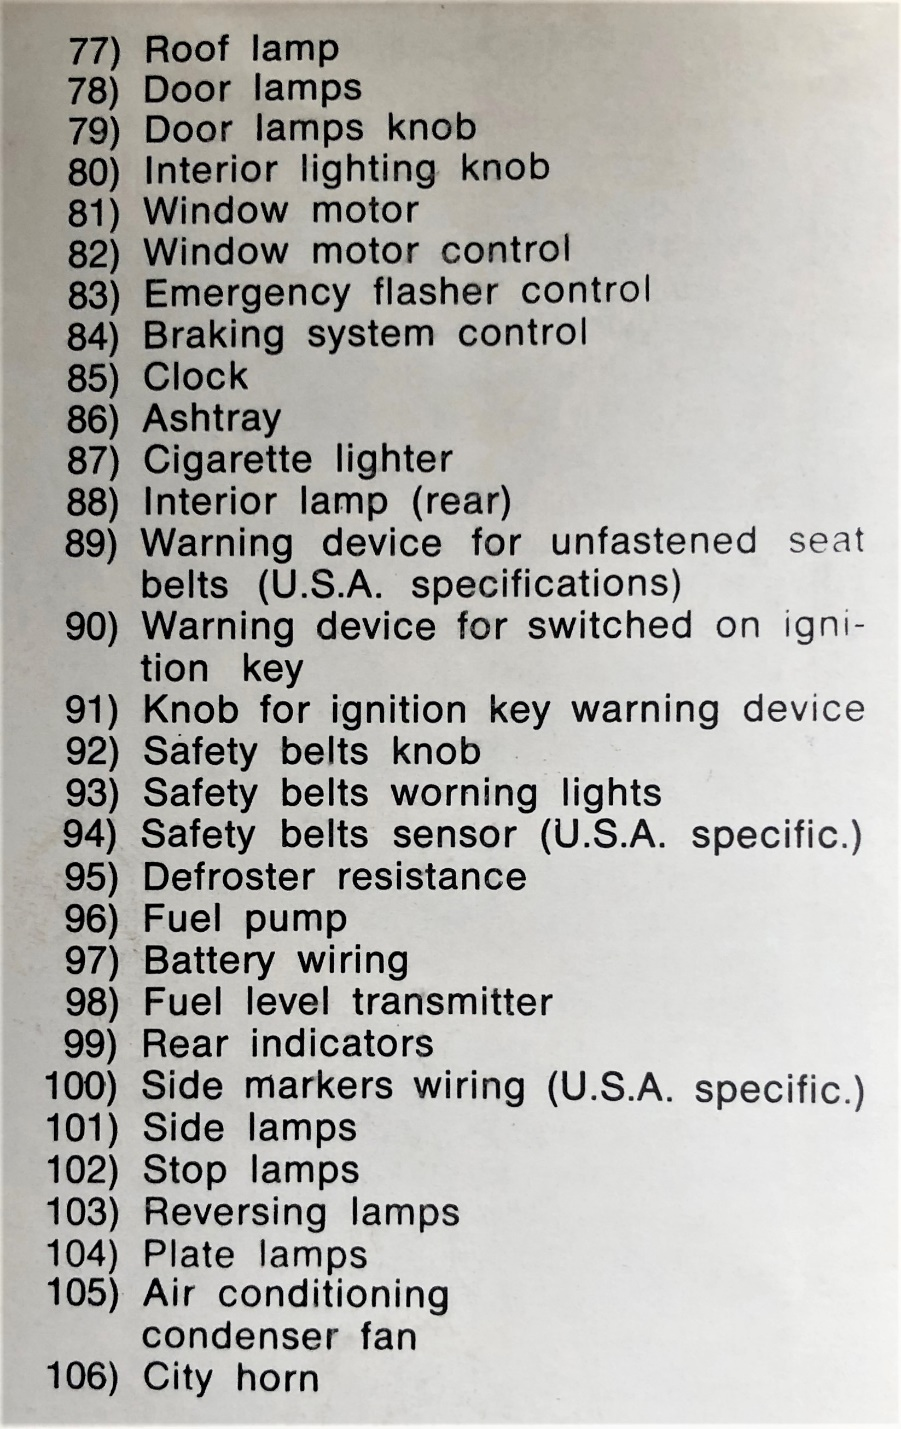 77) Roof lamp
78) Door lamps
79) Door lamps knob
80) Interior lighting knob
81) Window motor
82) Window motor control
83) Emergency flasher control
84) Braking system control
85) Clock
86) Ashtray
87) Cigarette lighter
88) Interior lamp (rear)
89) Warning device for unfastened seat
belts (U.S.A. specifications)
90) Warning device for switched on igni-
tion key
91) Knob for ignition key warning device
92) Safety belts knob
93) Safety belts worning lights
94) Safety belts sensor (U.S.A. specific.)
95) Defroster resistance
96) Fuel pump
97) Battery wiring
98) Fuel level transmitter
99) Rear indicators
100) Side markers wiring (U.S.A. specific.)
101) Side lamps
102) Stop lamps
103) Reversing lamps
104) Plate lamps
105) Air conditioning
condenser fan
106) City horn